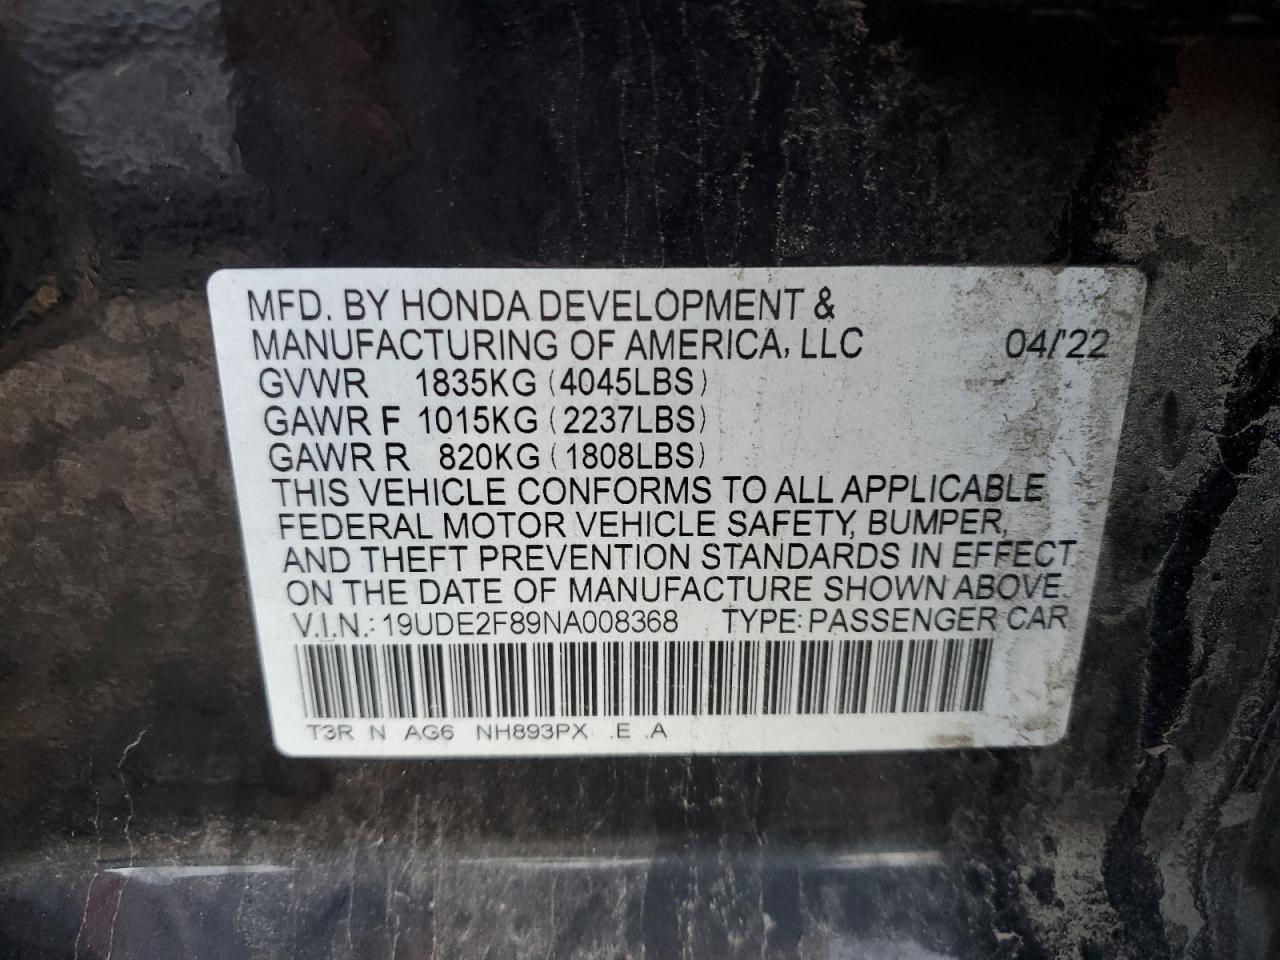 MFD. BY HONDA DEVELOPMENT &
MANUFACTURING OF AMERICA, LLC 04/'22
GVWR 1835KG (4045LBS)
GAWR F 1015KG (2237LBS)
GAWR R 820KG (1808LBS)
THIS VEHICLE CONFORMS TO ALL APPLICABLE
FEDERAL MOTOR VEHICLE SAFETY, BUMPER,
AND THEFT PREVENTION STANDARDS IN EFFECT
ON THE DATE OF MANUFACTURE SHOWN ABOVE.
V.I.N.: 19UDE2F89NA008368 TYPE: PASSENGER CAR
T3R N AG6 NH893PX .E .A